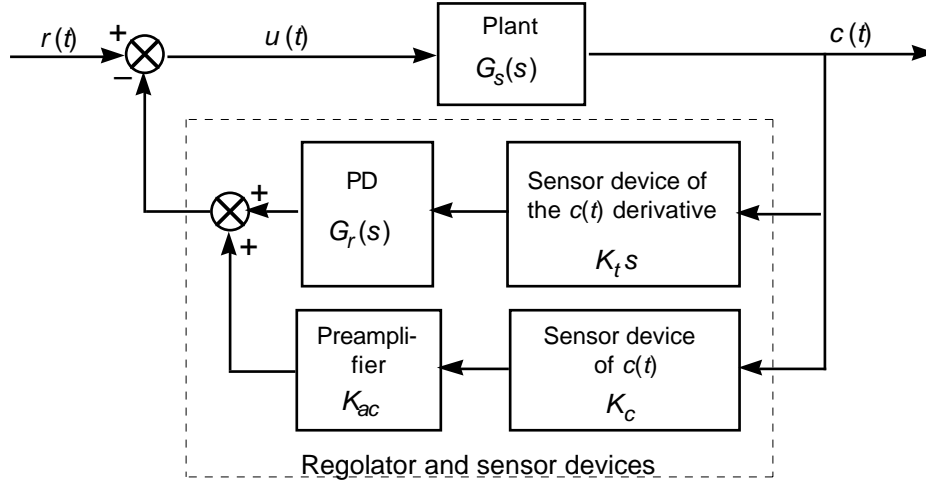 r(t)
+
−
u(t)
Plant
G_s(s)
c(t)
PD
G_r(s)
+
+
Sensor device of
the c(t) derivative
K_t s
Preampli-
fier
K_ac
Sensor device
of c(t)
K_c
Regolator and sensor devices